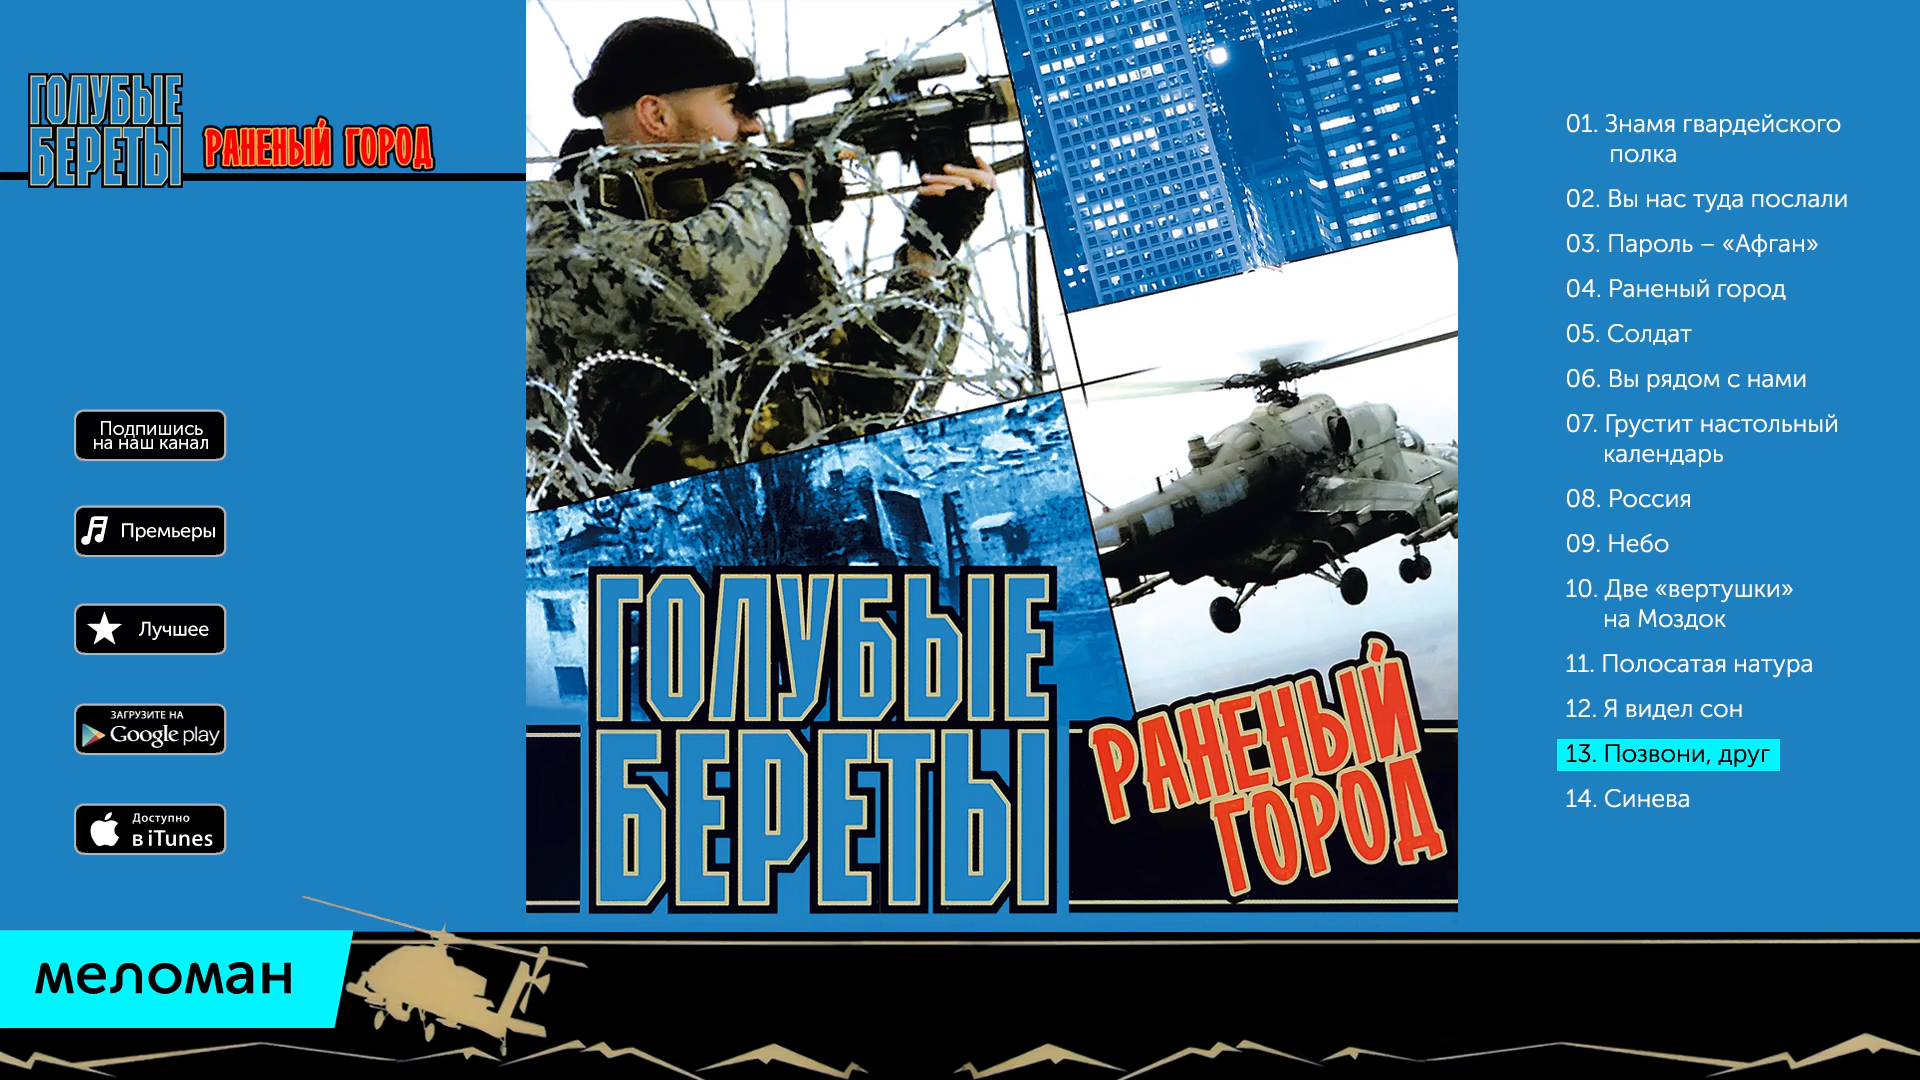 ГОЛУБЫЕ
БЕРЕТЫ
РАНЕНЫЙ ГОРОД
Подпишись
на наш канал
Премьеры
Лучшее
ЗАГРУЗИТЕ НА
Google play
Доступно
в iTunes
меломан
ГОЛУБЫЕ
БЕРЕТЫ
РАНЕНЫЙ
ГОРОД
01. Знамя гвардейского
полка
02. Вы нас туда послали
03. Пароль – «Афган»
04. Раненый город
05. Солдат
06. Вы рядом с нами
07. Грустит настольный
календарь
08. Россия
09. Небо
10. Две «вертушки»
на Моздок
11. Полосатая натура
12. Я видел сон
13. Позвони, друг
14. Синева